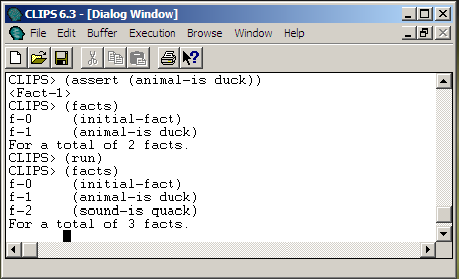 CLIPS 6.3 - [Dialog Window]
File Edit Buffer Execution Browse Window Help
CLIPS> (assert (animal-is duck))
<Fact-1>
CLIPS> (facts)
f-0 (initial-fact)
f-1 (animal-is duck)
For a total of 2 facts.
CLIPS> (run)
CLIPS> (facts)
f-0 (initial-fact)
f-1 (animal-is duck)
f-2 (sound-is quack)
For a total of 3 facts.